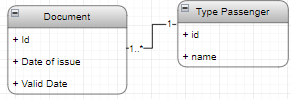 Document
+ Id
+ Date of issue
+ Valid Date
1..*
1
Type Passenger
+ id
+ name